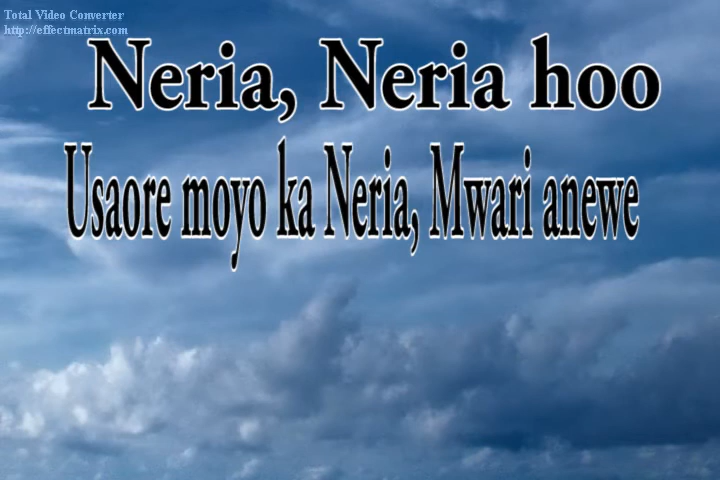 Total Video Converter
http://effectmatrix.com
Neria, Neria hoo
Usaore moyo ka Neria, Mwari anewe